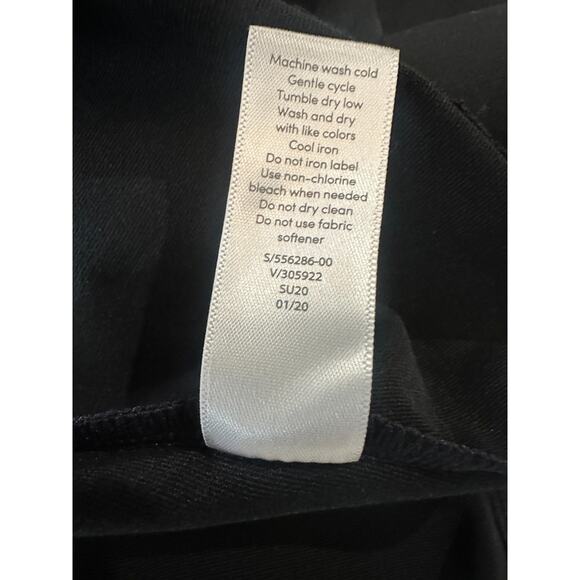 Machine wash cold
Gentle cycle
Tumble dry low
Wash and dry
with like colors
Cool iron
Do not iron label
Use non-chlorine
bleach when needed
Do not dry clean
Do not use fabric
softener
S/556286-00
V/305922
SU20
01/20